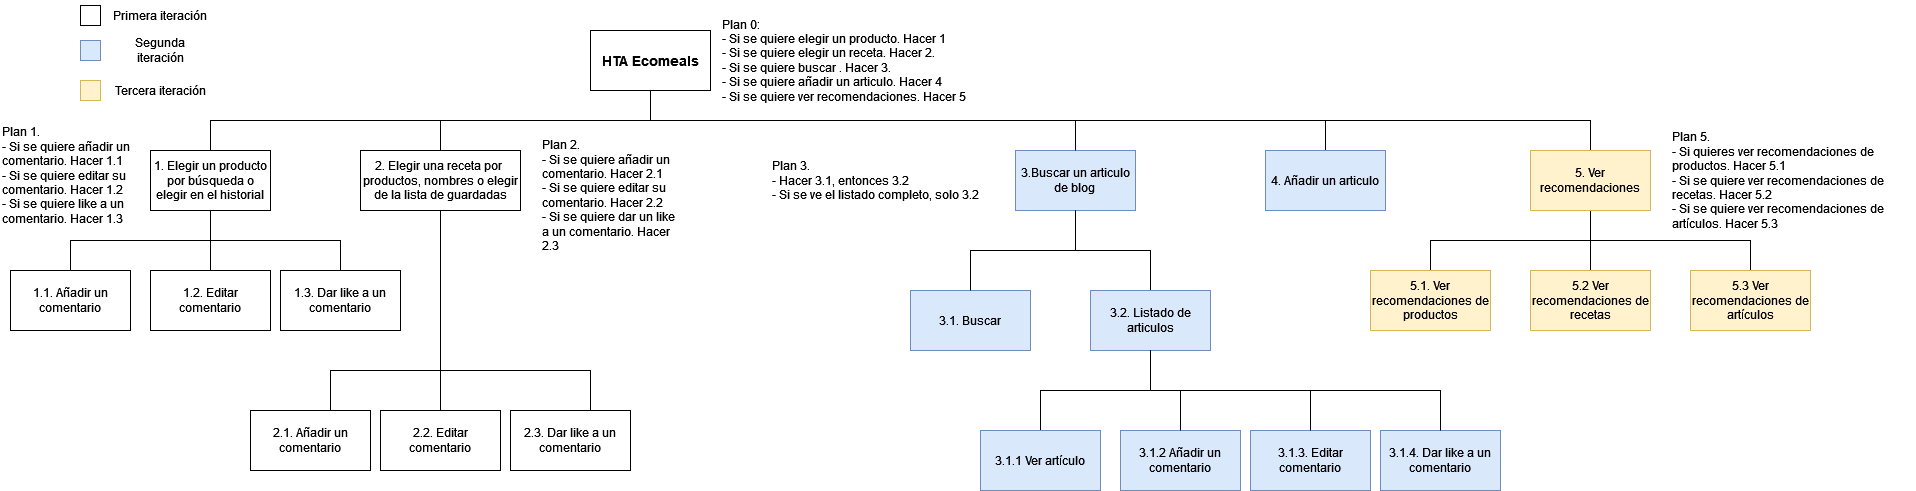 Primera iteración
Segunda
iteración
Tercera iteración
HTA Ecomeals
Plan 0:
- Si se quiere elegir un producto. Hacer 1
- Si se quiere elegir un receta. Hacer 2.
- Si se quiere buscar . Hacer 3.
- Si se quiere añadir un articulo. Hacer 4
- Si se quiere ver recomendaciones. Hacer 5
Plan 1.
- Si se quiere añadir un
comentario. Hacer 1.1
- Si se quiere editar su
comentario. Hacer 1.2
- Si se quiere like a un
comentario. Hacer 1.3
1. Elegir un producto
por búsqueda o
elegir en el historial
2. Elegir una receta por
productos, nombres o elegir
de la lista de guardadas
Plan 2.
- Si se quiere añadir un
comentario. Hacer 2.1
- Si se quiere editar su
comentario. Hacer 2.2
- Si se quiere dar un like
a un comentario. Hacer
2.3
Plan 3.
- Hacer 3.1, entonces 3.2
- Si se ve el listado completo, solo 3.2
3.Buscar un articulo
de blog
4. Añadir un articulo
5. Ver
recomendaciones
Plan 5.
- Si quieres ver recomendaciones de
productos. Hacer 5.1
- Si se quiere ver recomendaciones de
recetas. Hacer 5.2
- Si se quiere ver recomendaciones de
artículos. Hacer 5.3
1.1. Añadir un
comentario
1.2. Editar
comentario
1.3. Dar like a un
comentario
3.1. Buscar
3.2. Listado de
articulos
5.1. Ver
recomendaciones de
productos
5.2 Ver
recomendaciones de
recetas
5.3 Ver
recomendaciones de
artículos
2.1. Añadir un
comentario
2.2. Editar
comentario
2.3. Dar like a un
comentario
3.1.1 Ver artículo
3.1.2 Añadir un
comentario
3.1.3. Editar
comentario
3.1.4. Dar like a un
comentario